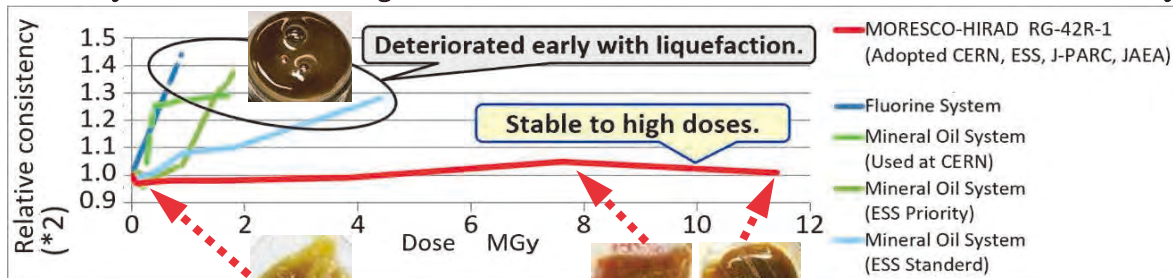 Relative consistency
(*2)
1.5
1.4
1.3
1.2
1.1
1.0
0.9
Deteriorated early with liquefaction.
Stable to high doses.
0 2 4 6 8 10 12
Dose MGy
MORESCO-HIRAD RG-42R-1
(Adopted CERN, ESS, J-PARC, JAEA)
Fluorine System
Mineral Oil System
(Used at CERN)
Mineral Oil System
(ESS Priority)
Mineral Oil System
(ESS Standerd)